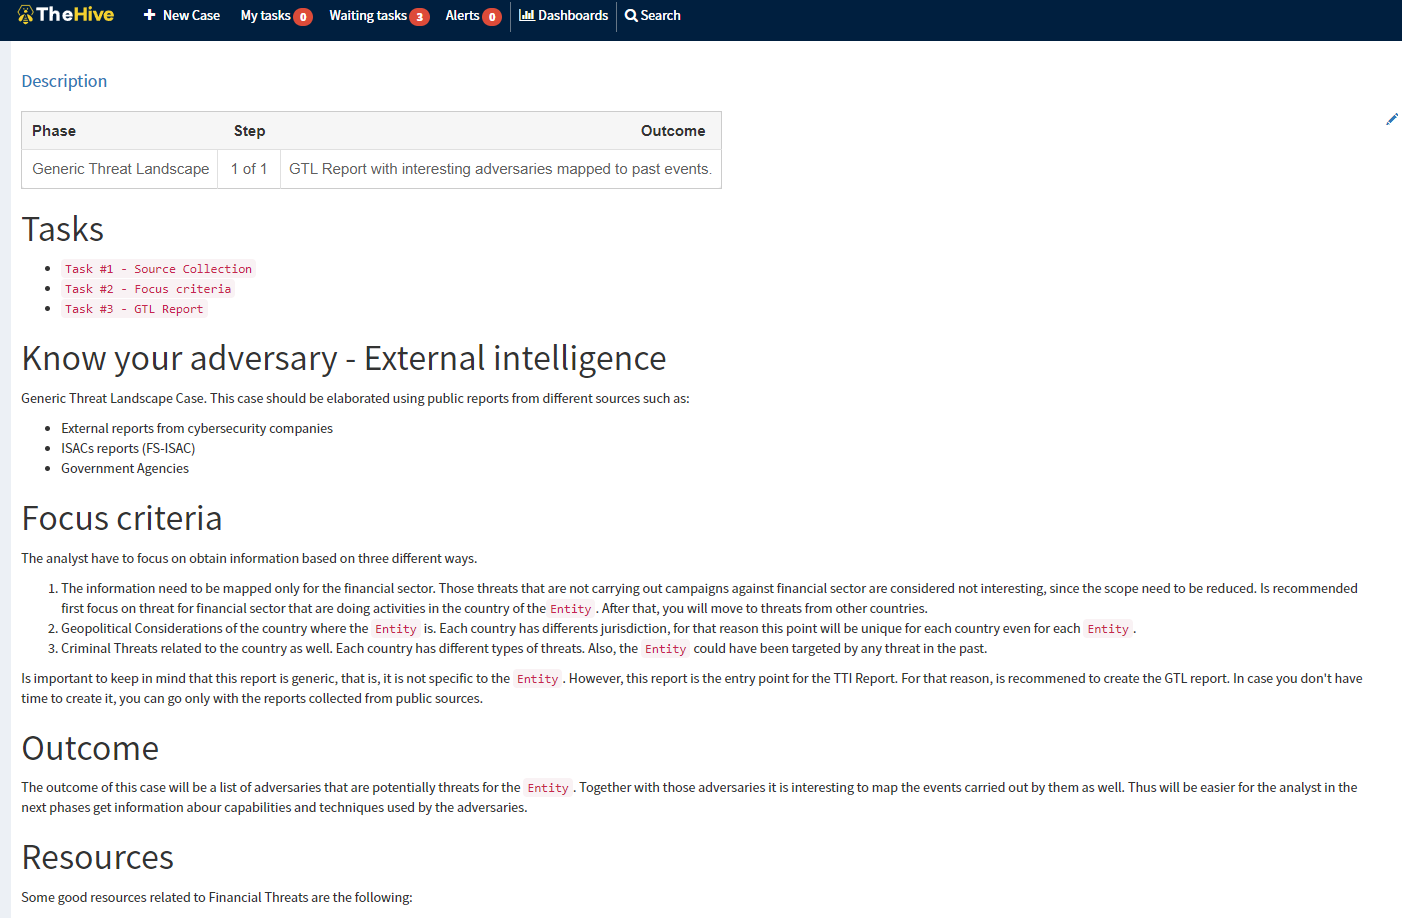 TheHive + New Case My tasks 0 Waiting tasks 3 Alerts 0 Dashboards Search
Description
Phase Step Outcome
Generic Threat Landscape 1 of 1 GTL Report with interesting adversaries mapped to past events.
Tasks
• Task #1 - Source Collection
• Task #2 - Focus criteria
• Task #3 - GTL Report
Know your adversary - External intelligence
Generic Threat Landscape Case. This case should be elaborated using public reports from different sources such as:
• External reports from cybersecurity companies
• ISACs reports (FS-ISAC)
• Government Agencies
Focus criteria
The analyst have to focus on obtain information based on three different ways.
1. The information need to be mapped only for the financial sector. Those threats that are not carrying out campaigns against financial sector are considered not interesting, since the scope need to be reduced. Is recommended
first focus on threat for financial sector that are doing activities in the country of the Entity . After that, you will move to threats from other countries.
2. Geopolitical Considerations of the country where the Entity is. Each country has differents jurisdiction, for that reason this point will be unique for each country even for each Entity .
3. Criminal Threats related to the country as well. Each country has different types of threats. Also, the Entity could have been targeted by any threat in the past.
Is important to keep in mind that this report is generic, that is, it is not specific to the Entity . However, this report is the entry point for the TTI Report. For that reason, is recommened to create the GTL report. In case you don't have
time to create it, you can go only with the reports collected from public sources.
Outcome
The outcome of this case will be a list of adversaries that are potentially threats for the Entity . Together with those adversaries it is interesting to map the events carried out by them as well. Thus will be easier for the analyst in the
next phases get information abour capabilities and techniques used by the adversaries.
Resources
Some good resources related to Financial Threats are the following: